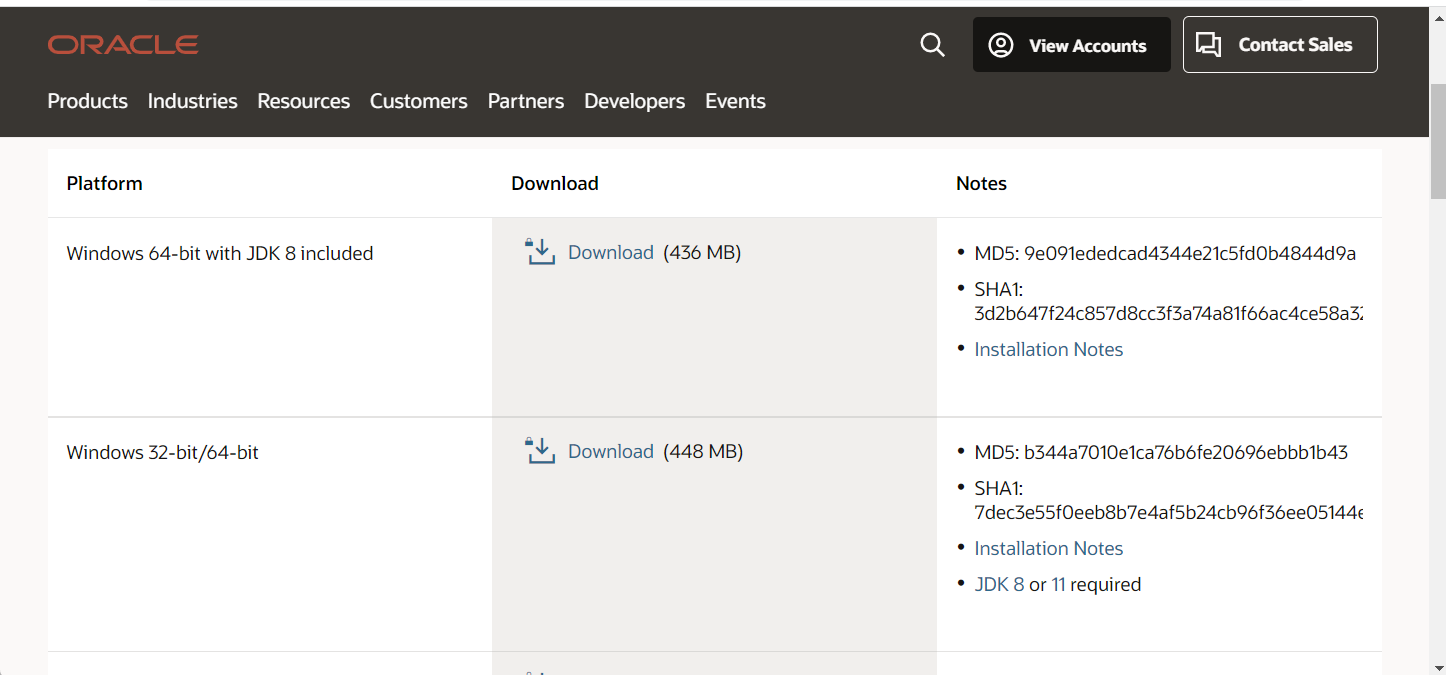 ORACLE
View Accounts
Contact Sales
Products Industries Resources Customers Partners Developers Events
Platform Download Notes
Windows 64-bit with JDK 8 included Download (436 MB) • MD5: 9e091ededcad4344e21c5fd0b4844d9a
• SHA1:
3d2b647f24c857d8cc3f3a74a81f66ac4ce58a32
• Installation Notes
Windows 32-bit/64-bit Download (448 MB) • MD5: b344a7010e1ca76b6fe20696ebbb1b43
• SHA1:
7dec3e55f0eeb8b7e4af5b24cb96f36ee05144e
• Installation Notes
• JDK 8 or 11 required